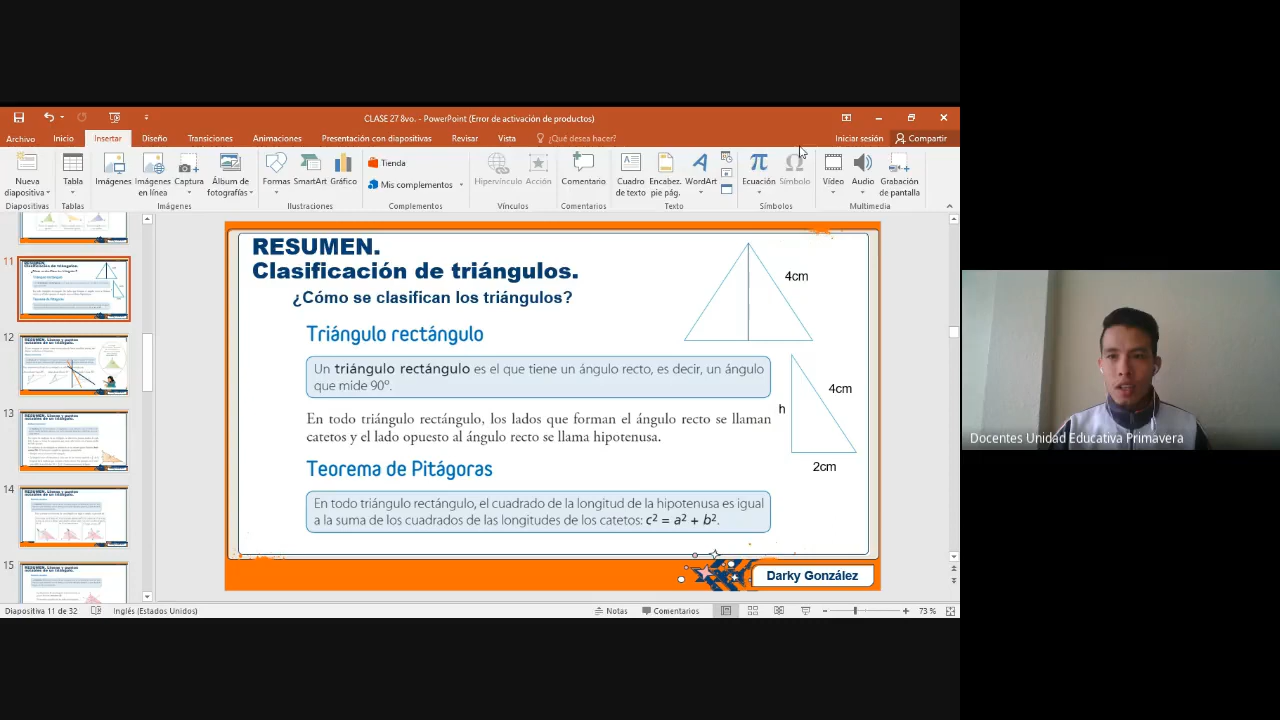 CLASE 27 8vo. - PowerPoint (Error de activación de productos)
Archivo Inicio Insertar Diseño Transiciones Animaciones Presentación con diapositivas Revisar Vista ¿Qué desea hacer? Iniciar sesión Compartir
Nueva diapositiva
Tabla
Imágenes
Imágenes en línea
Captura
Álbum de fotografías
Formas
SmartArt
Gráfico
Tienda
Mis complementos
Hipervínculo
Acción
Comentario
Cuadro de texto
Encabez. pie pág.
WordArt
Ecuación
Símbolo
Vídeo
Audio
Grabación de pantalla
Diapositivas Tablas Imágenes Ilustraciones Complementos Vínculos Comentarios Texto Símbolos Multimedia
11
12
13
14
15
RESUMEN.
Clasificación de triángulos.
¿Cómo se clasifican los triángulos?
4cm
Triángulo rectángulo
Un triángulo rectángulo es el que tiene un ángulo recto, es decir, un ángulo
que mide 90º.
4cm
h
2cm
En todo triángulo rectángulo, los lados que forman el ángulo recto se llaman
catetos y el lado opuesto al ángulo recto se llama hipotenusa.
Teorema de Pitágoras
En todo triángulo rectángulo el cuadrado de la longitud de la hipotenusa es igual
a la suma de los cuadrados de las longitudes de los catetos: c² = a² + b².
Darky González
Docentes Unidad Educativa Primavera
Diapositiva 11 de 32 Inglés (Estados Unidos) Notas Comentarios 73 %